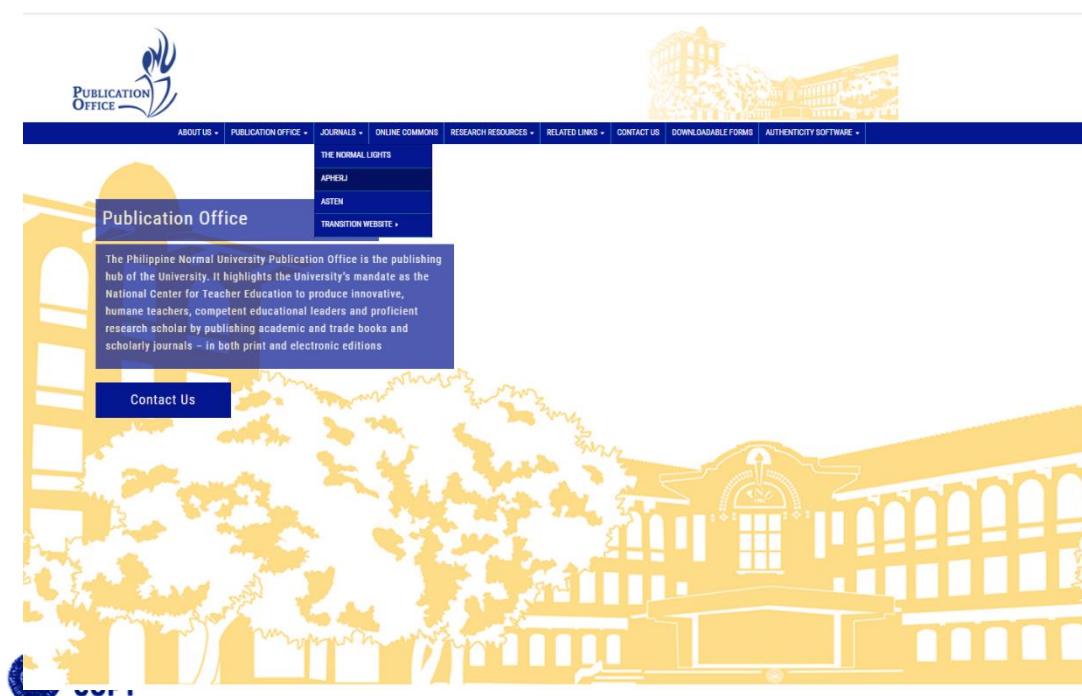 PUBLICATION
OFFICE
ABOUT US
PUBLICATION OFFICE
JOURNALS
ONLINE COMMONS
RESEARCH RESOURCES
RELATED LINKS
CONTACT US
DOWNLOADABLE FORMS
AUTHENTICITY SOFTWARE
THE NORMAL LIGHTS
APHERJ
ASTEN
TRANSITION WEBSITE
Publication Office
The Philippine Normal University Publication Office is the publishing
hub of the University. It highlights the University's mandate as the
National Center for Teacher Education to produce innovative,
humane teachers, competent educational leaders and proficient
research scholar by publishing academic and trade books and
scholarly journals – in both print and electronic editions
Contact Us